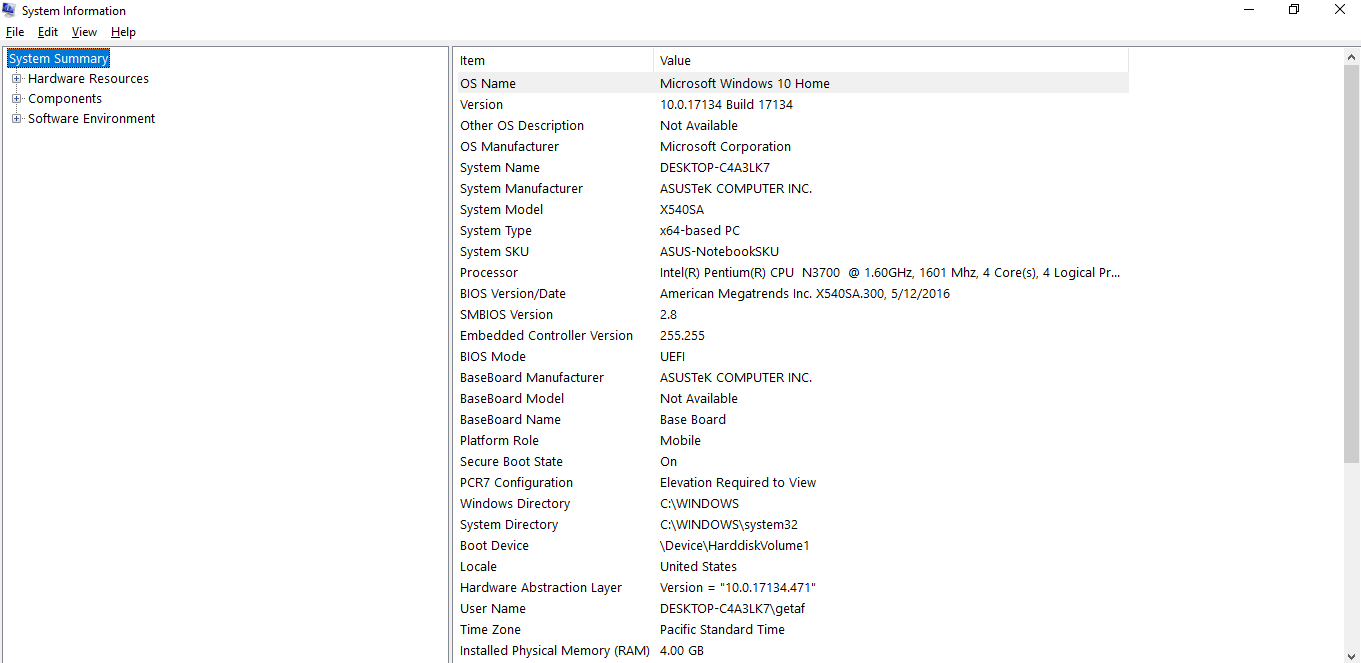 System Information
File Edit View Help
System Summary
Hardware Resources
Components
Software Environment
Item Value
OS Name Microsoft Windows 10 Home
Version 10.0.17134 Build 17134
Other OS Description Not Available
OS Manufacturer Microsoft Corporation
System Name DESKTOP-C4A3LK7
System Manufacturer ASUSTeK COMPUTER INC.
System Model X540SA
System Type x64-based PC
System SKU ASUS-NotebookSKU
Processor Intel(R) Pentium(R) CPU N3700 @ 1.60GHz, 1601 Mhz, 4 Core(s), 4 Logical Pr...
BIOS Version/Date American Megatrends Inc. X540SA.300, 5/12/2016
SMBIOS Version 2.8
Embedded Controller Version 255.255
BIOS Mode UEFI
BaseBoard Manufacturer ASUSTeK COMPUTER INC.
BaseBoard Model Not Available
BaseBoard Name Base Board
Platform Role Mobile
Secure Boot State On
PCR7 Configuration Elevation Required to View
Windows Directory C:\WINDOWS
System Directory C:\WINDOWS\system32
Boot Device \Device\HarddiskVolume1
Locale United States
Hardware Abstraction Layer Version = "10.0.17134.471"
User Name DESKTOP-C4A3LK7\getaf
Time Zone Pacific Standard Time
Installed Physical Memory (RAM) 4.00 GB